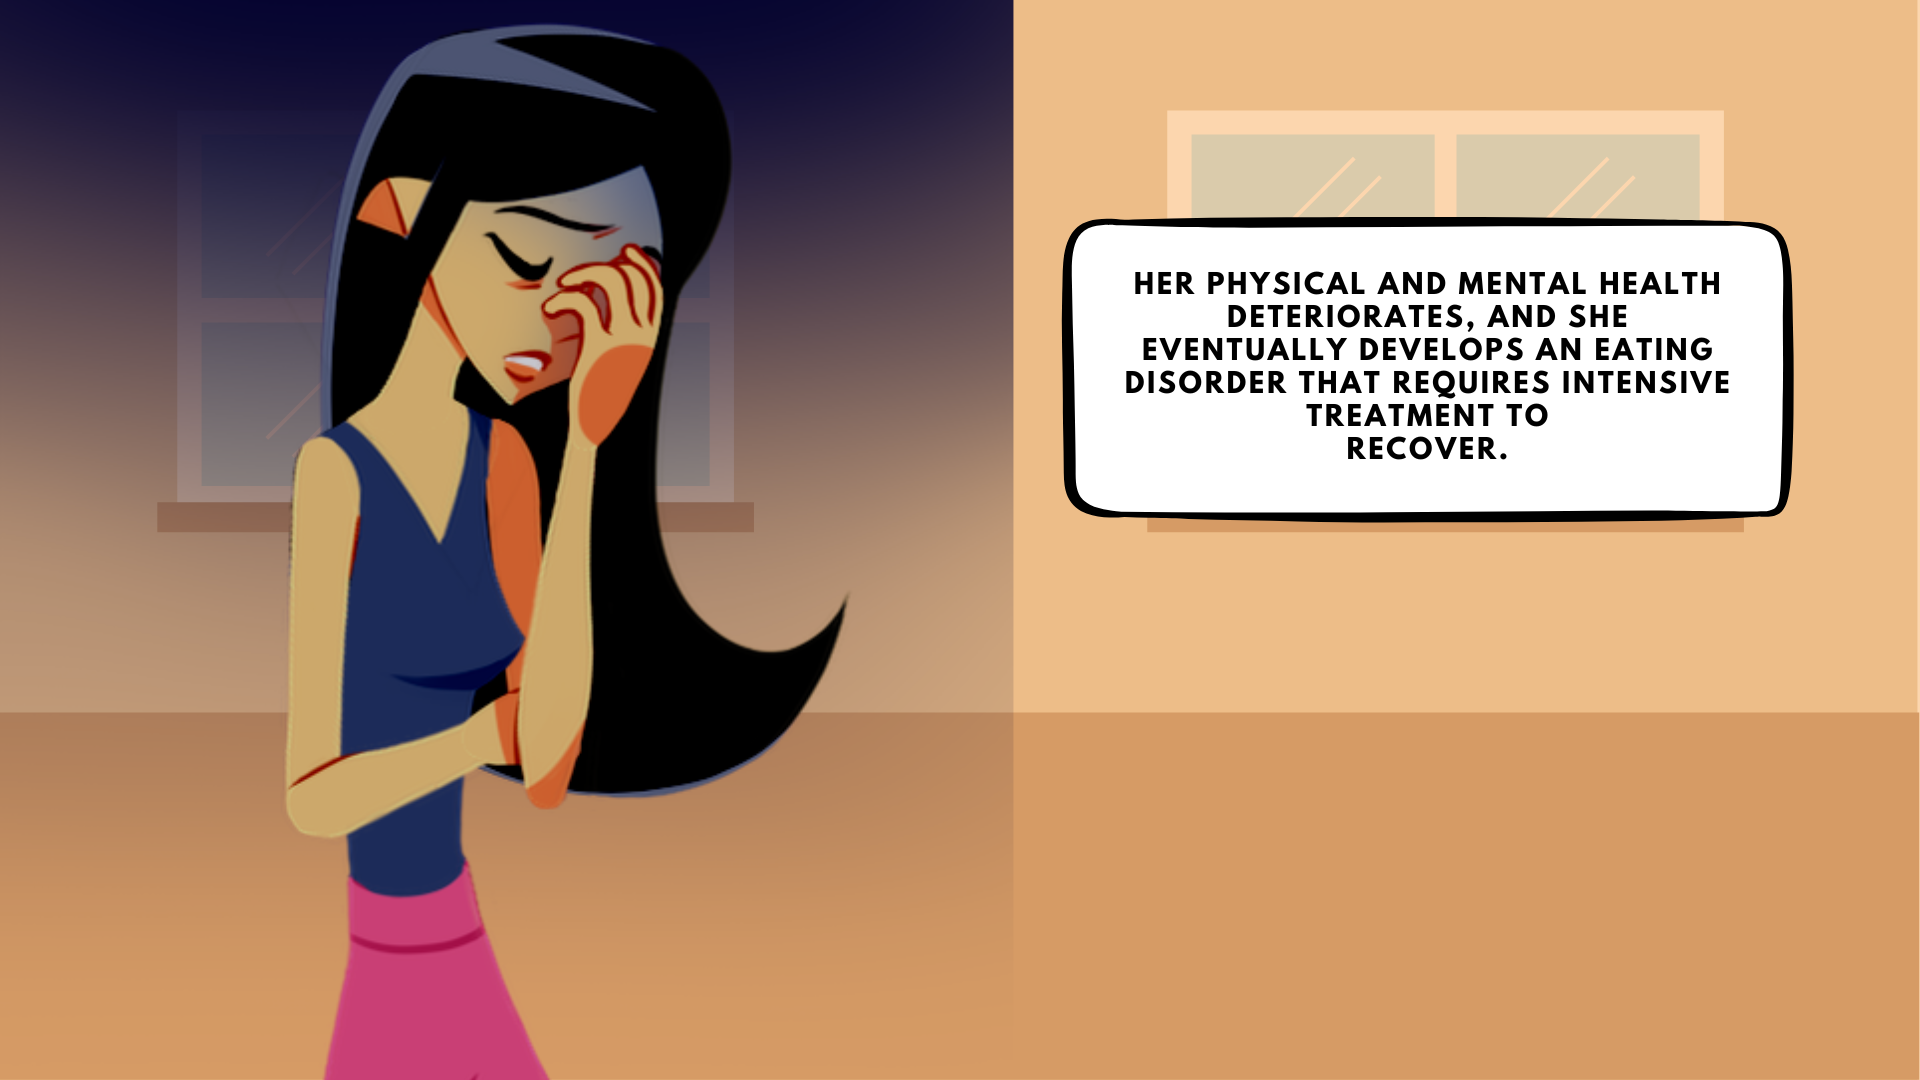 HER PHYSICAL AND MENTAL HEALTH
DETERIORATES, AND SHE
EVENTUALLY DEVELOPS AN EATING
DISORDER THAT REQUIRES INTENSIVE
TREATMENT TO
RECOVER.